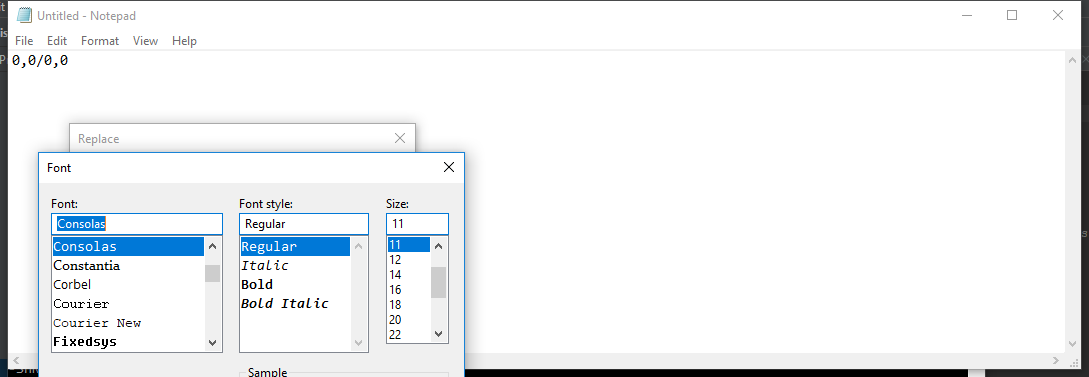 Untitled - Notepad
File Edit Format View Help
0,0/0,0
Replace
Font
Font: Font style: Size:
Consolas Regular 11
Consolas Regular 11
Constantia Italic 12
Corbel Bold 14
Courier Bold Italic 16
Courier New 18
Fixedsys 20
22
Sample